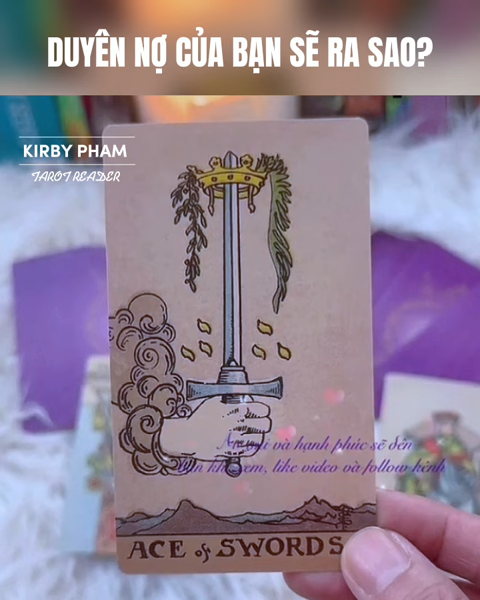 DUYÊN NỢ CỦA BẠN SẼ RA SAO?
KIRBY PHAM
TAROT READER
và hạnh phúc sẽ đến
xem, like video và follow kênh
ACE of SWORDS